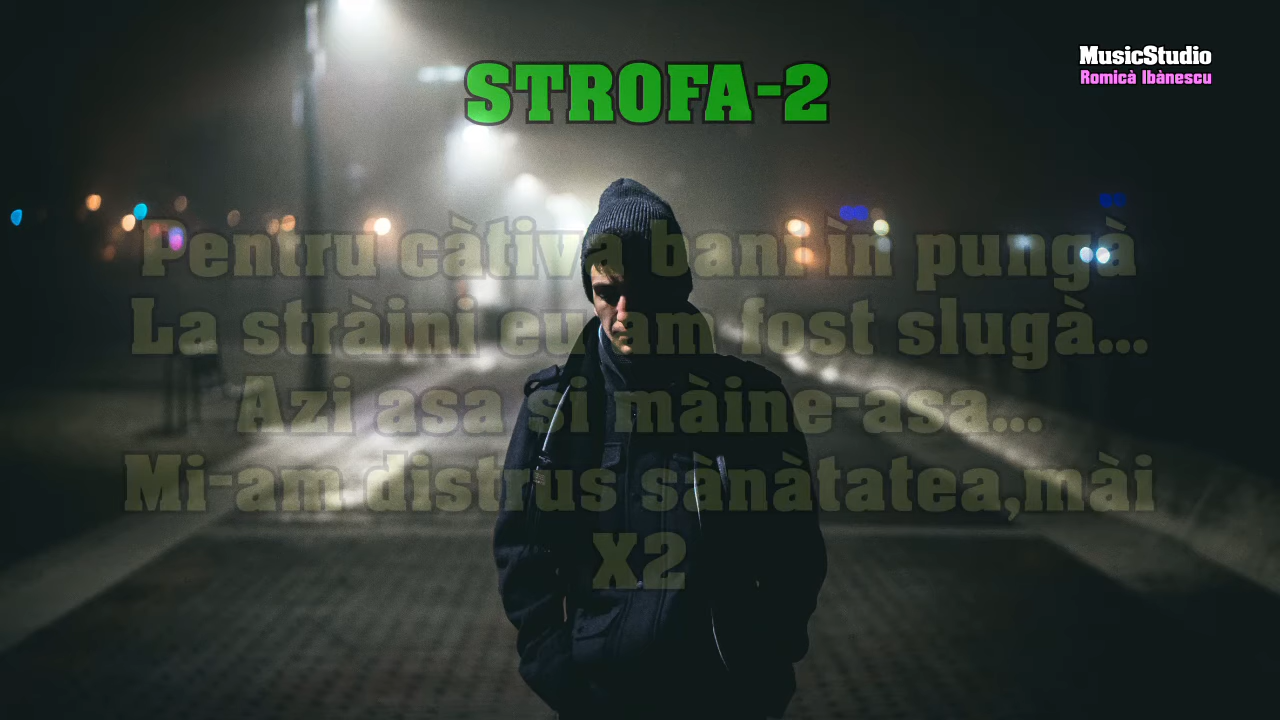 MusicStudio
Romicà Ibànescu
STROFA-2
Pentru càtiva bani ìn pungà
La stràini eu am fost slugà...
Azi asa si màine-asa...
Mi-am distrus sànàtatea,mài
X2